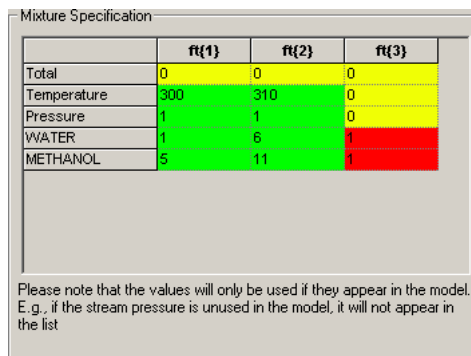 Mixture Specification
ft{1} ft{2} ft{3}
Total 0 0 0
Temperature 300 310 0
Pressure 1 1 0
WATER 1 6 1
METHANOL 5 11 1
Please note that the values will only be used if they appear in the model.
E.g., if the stream pressure is unused in the model, it will not appear in
the list